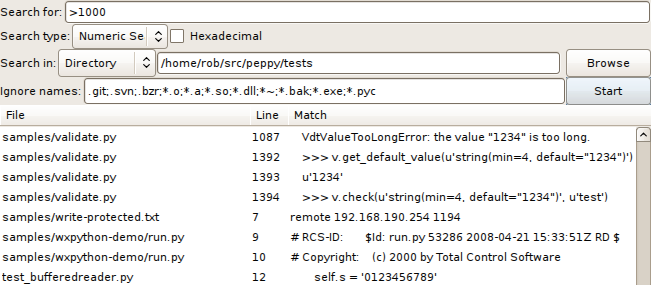 Search for: >1000
Search type: Numeric Se Hexadecimal
Search in: Directory /home/rob/src/peppy/tests Browse
Ignore names: .git;.svn;.bzr;*.o;*.a;*.so;*.dll;*~;*.bak;*.exe;*.pyc Start
File Line Match
samples/validate.py 1087 VdtValueTooLongError: the value "1234" is too long.
samples/validate.py 1392 >>> v.get_default_value(u'string(min=4, default="1234")')
samples/validate.py 1393 u'1234'
samples/validate.py 1394 >>> v.check(u'string(min=4, default="1234")', u'test')
samples/write-protected.txt 7 remote 192.168.190.254 1194
samples/wxpython-demo/run.py 9 # RCS-ID: $Id: run.py 53286 2008-04-21 15:33:51Z RD $
samples/wxpython-demo/run.py 10 # Copyright: (c) 2000 by Total Control Software
test_bufferedreader.py 12 self.s = '0123456789'